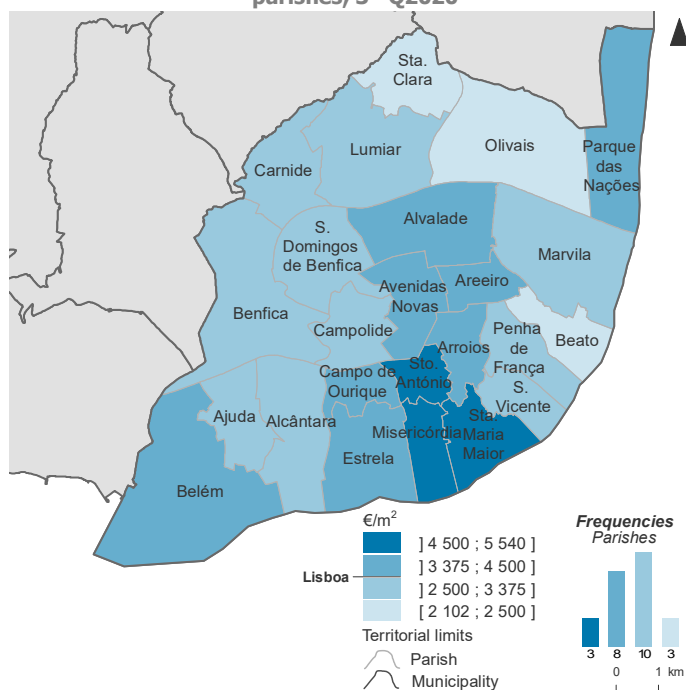 Sta.
Clara
Olivais
Lumiar
Parque
das
Nações
Carnide
Alvalade
S.
Domingos
de Benfica
Marvila
Areeiro
Avenidas
Novas
Benfica
Campolide
Penha
de
França
Beato
Arroios
Sto.
António
Campo de
Ourique
S.
Vicente
Ajuda
Alcântara
Sta.
Maria
Maior
Misericórdia
Estrela
Belém
€/m²
] 4 500 ; 5 540 ]
] 3 375 ; 4 500 ]
Lisboa
] 2 500 ; 3 375 ]
[ 2 102 ; 2 500 ]
Territorial limits
Parish
Municipality
Frequencies
Parishes
3 8 10 3
0 1 km